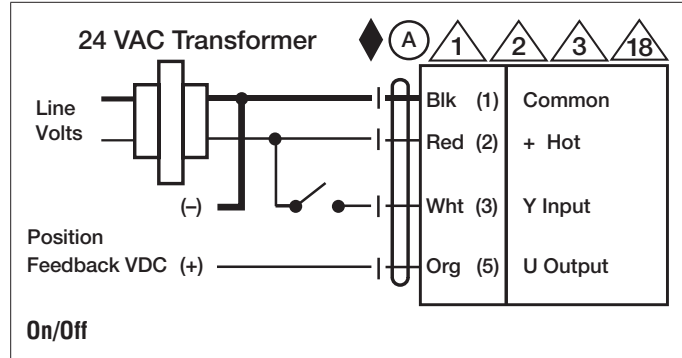 24 VAC Transformer
A 1 2 3 18
Line
Volts
Blk (1) Common
Red (2) + Hot
(–)
Wht (3) Y Input
Position
Feedback VDC (+)
Org (5) U Output
On/Off